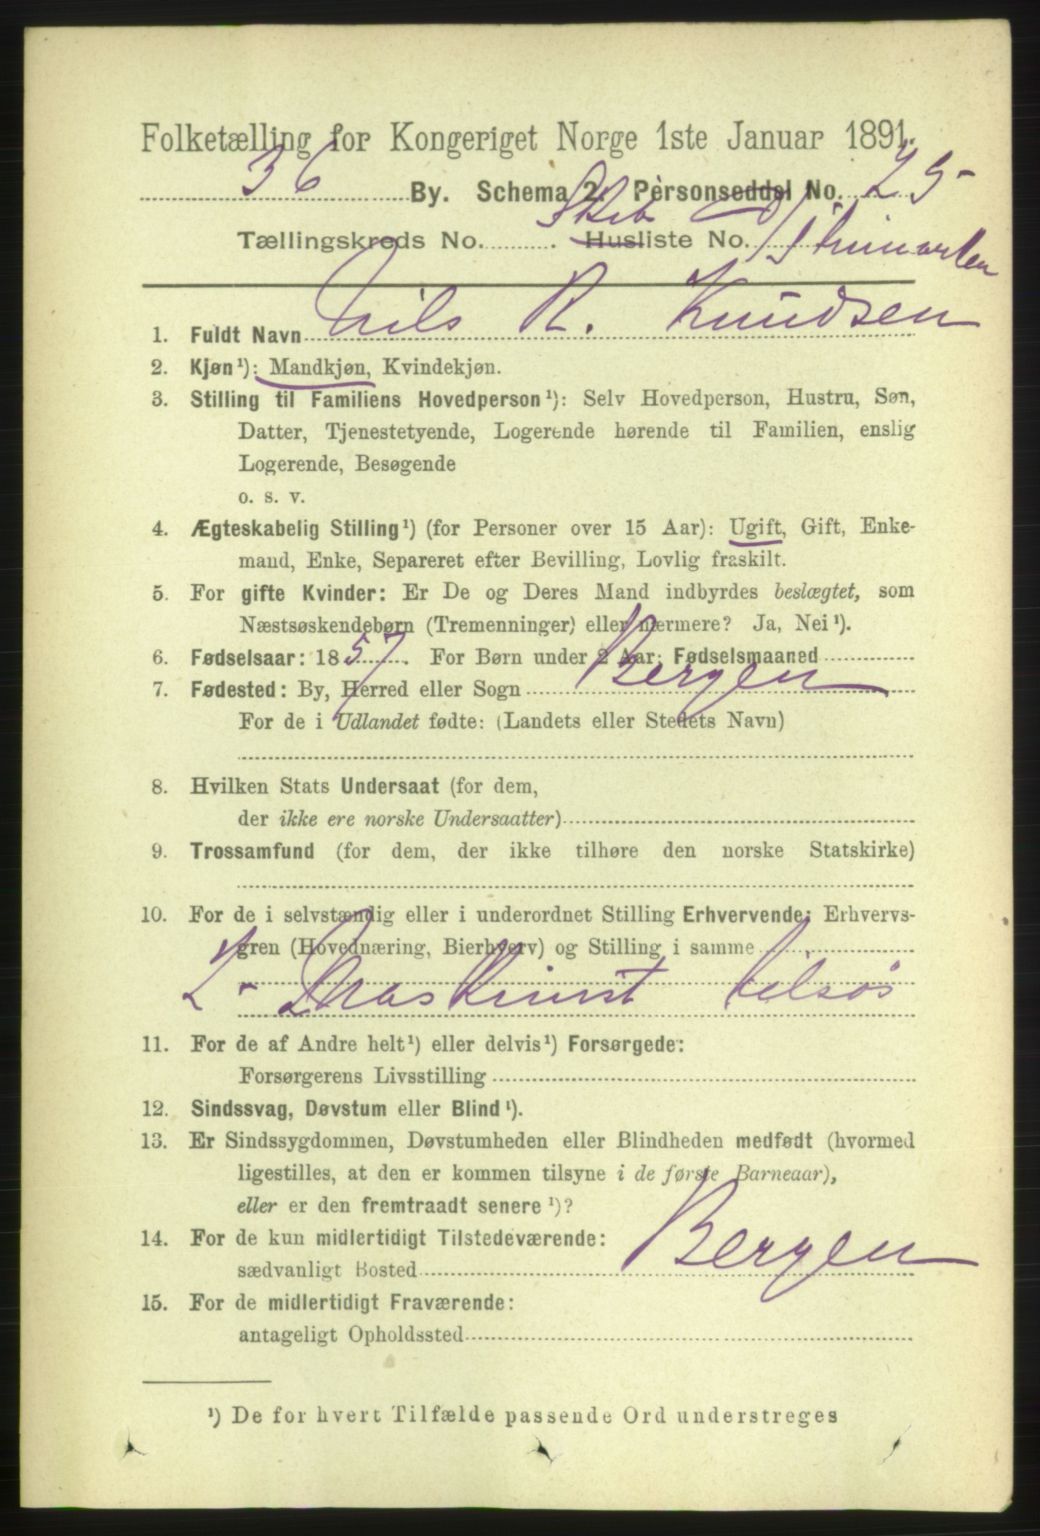 Folketælling for Kongeriget Norge 1ste Januar 1891.
36 By. Schema 2. Personseddel No. 25
Tællingskreds No. Skib Husliste No.
1. Fuldt Navn Nils R. Knudsen
2. Kjøn¹): Mandkjøn, Kvindekjøn.
3. Stilling til Familiens Hovedperson¹): Selv Hovedperson, Hustru, Søn,
Datter, Tjenestetyende, Logerende hørende til Familien, enslig
Logerende, Besøgende
o. s. v.
4. Ægteskabelig Stilling¹) (for Personer over 15 Aar): Ugift, Gift, Enke-
mand, Enke, Separeret efter Bevilling, Lovlig fraskilt.
5. For gifte Kvinder: Er De og Deres Mand indbyrdes beslægtet, som
Næstsøskendebørn (Tremenninger) eller nærmere? Ja, Nei¹).
6. Fødselsaar: 1857. For Børn under 2 Aar: Fødselsmaaned
7. Fødested: By, Herred eller Sogn Bergen
For de i Udlandet fødte: (Landets eller Stedets Navn)
8. Hvilken Stats Undersaat (for dem,
der ikke ere norske Undersaatter)
9. Trossamfund (for dem, der ikke tilhøre den norske Statskirke)
10. For de i selvstændig eller i underordnet Stilling Erhvervende: Erhvervs-
gren (Hovednæring, Bierhverv) og Stilling i samme
2- Maskinist tilsøs
11. For de af Andre helt¹) eller delvis¹) Forsørgede:
Forsørgerens Livsstilling
12. Sindssvag, Døvstum eller Blind¹).
13. Er Sindssygdommen, Døvstumheden eller Blindheden medfødt (hvormed
ligestilles, at den er kommen tilsyne i de første Barneaar),
eller er den fremtraadt senere¹)?
14. For de kun midlertidigt Tilstedeværende:
sædvanligt Bosted Bergen
15. For de midlertidigt Fraværende:
antageligt Opholdssted
¹) De for hvert Tilfælde passende Ord understreges